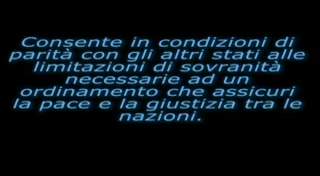 Consente in condizioni di
parità con gli altri stati alle
limitazioni di sovranità
necessarie ad un
ordinamento che assicuri
la pace e la giustizia tra le
nazioni.